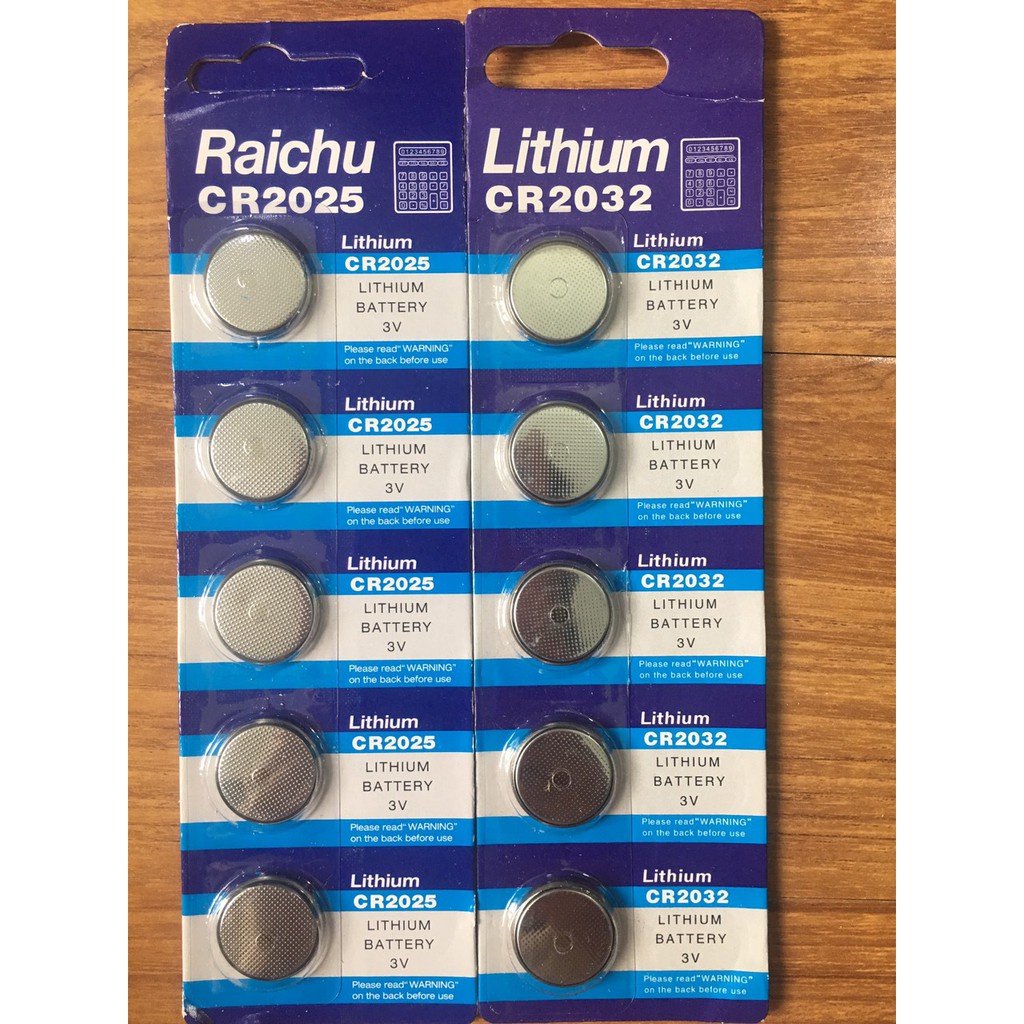 Raichu
CR2025
0123456789
Lithium
CR2025
LITHIUM
BATTERY
3V
Please read“WARNING”
on the back before use
Lithium
CR2025
LITHIUM
BATTERY
3V
Please read“WARNING”
on the back before use
Lithium
CR2025
LITHIUM
BATTERY
3V
Please read“WARNING”
on the back before use
Lithium
CR2025
LITHIUM
BATTERY
3V
Please read“WARNING”
on the back before use
Lithium
CR2025
LITHIUM
BATTERY
3V
Please read“WARNING”
on the back before use
Lithium
CR2032
0123456789
Lithium
CR2032
LITHIUM
BATTERY
3V
Please read"WARNING"
on the back before use
Lithium
CR2032
LITHIUM
BATTERY
3V
Please read"WARNING"
on the back before use
Lithium
CR2032
LITHIUM
BATTERY
3V
Please read "WARNING"
on the back before use
Lithium
CR2032
LITHIUM
BATTERY
3V
Please read "WARNING"
on the back before use
Lithium
CR2032
LITHIUM
BATTERY
3V
Please read "WARNING"
on the back before use